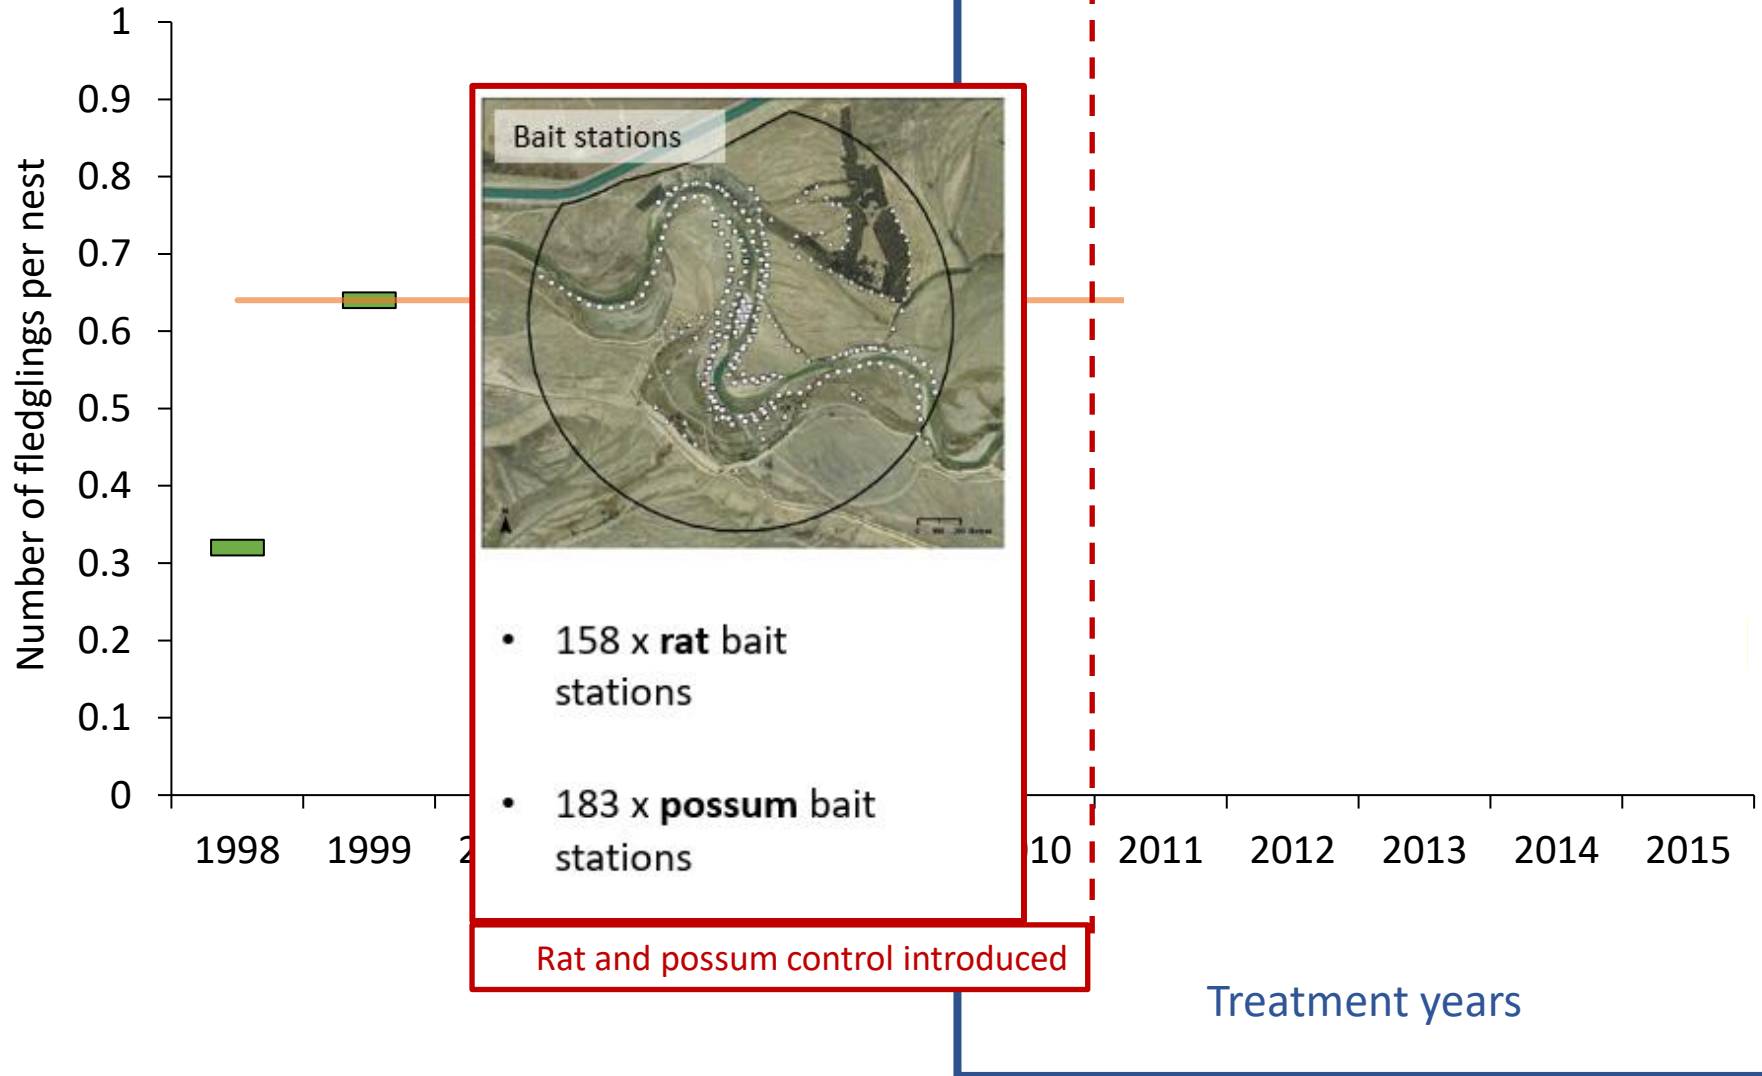 Number of fledglings per nest
1
0.9
0.8
0.7
0.6
0.5
0.4
0.3
0.2
0.1
0
Bait stations
• 158 x rat bait
stations
• 183 x possum bait
stations
1998 1999 2 10 2011 2012 2013 2014 2015
Rat and possum control introduced
Treatment years